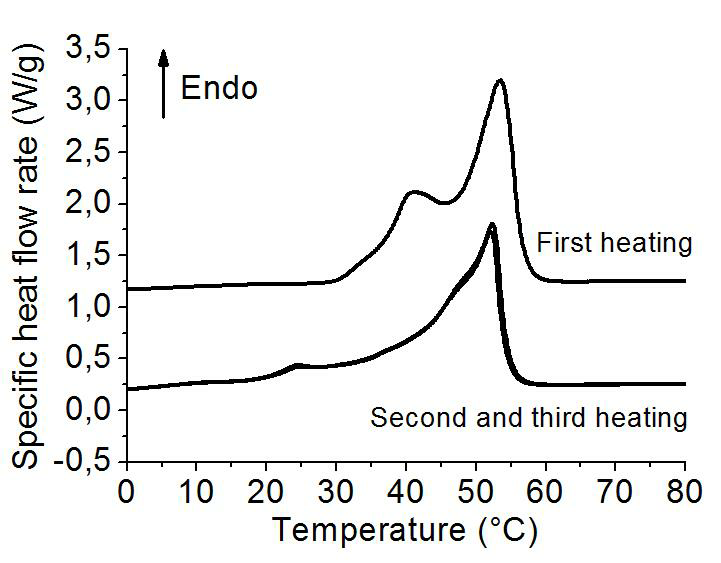 Specific heat flow rate (W/g)
3,5
3,0
2,5
2,0
1,5
1,0
0,5
0,0
-0,5
Endo
First heating
Second and third heating
0 10 20 30 40 50 60 70 80
Temperature (°C)